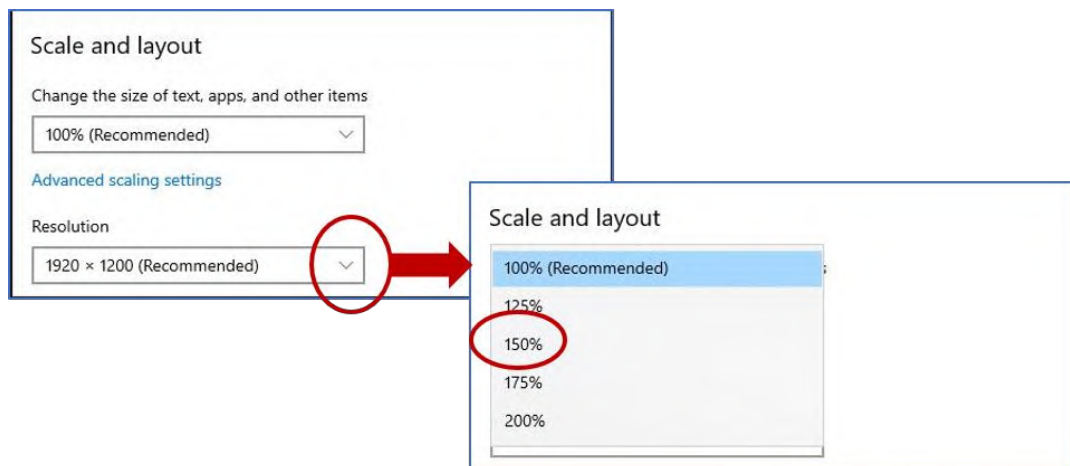 Scale and layout
Change the size of text, apps, and other items
100% (Recommended)
Advanced scaling settings
Resolution
1920 × 1200 (Recommended)
Scale and layout
100% (Recommended)
s
125%
150%
175%
200%